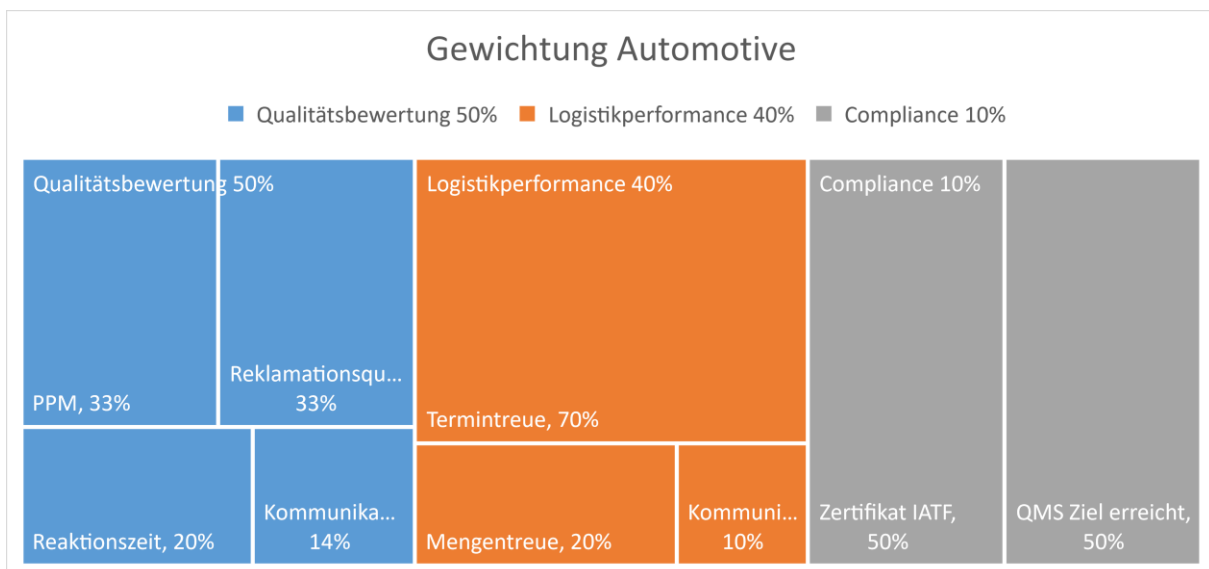 Gewichtung Automotive
Qualitätsbewertung 50% Logistikperformance 40% Compliance 10%
Qualitätsbewertung 50%
Reklamationsqu...
33%
PPM, 33%
Reaktionszeit, 20%
Kommunika...
14%
Logistikperformance 40%
Termintreue, 70%
Mengentreue, 20%
Kommuni...
10%
Compliance 10%
Zertifikat IATF,
50%
QMS Ziel erreicht,
50%